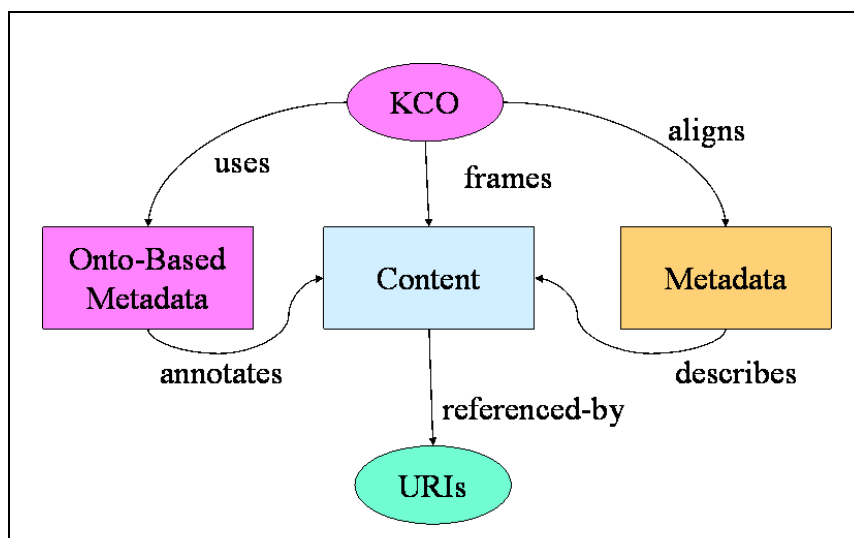 KCO
aligns
uses
frames
Onto-Based
Metadata
Content
Metadata
annotates
describes
referenced-by
URIs